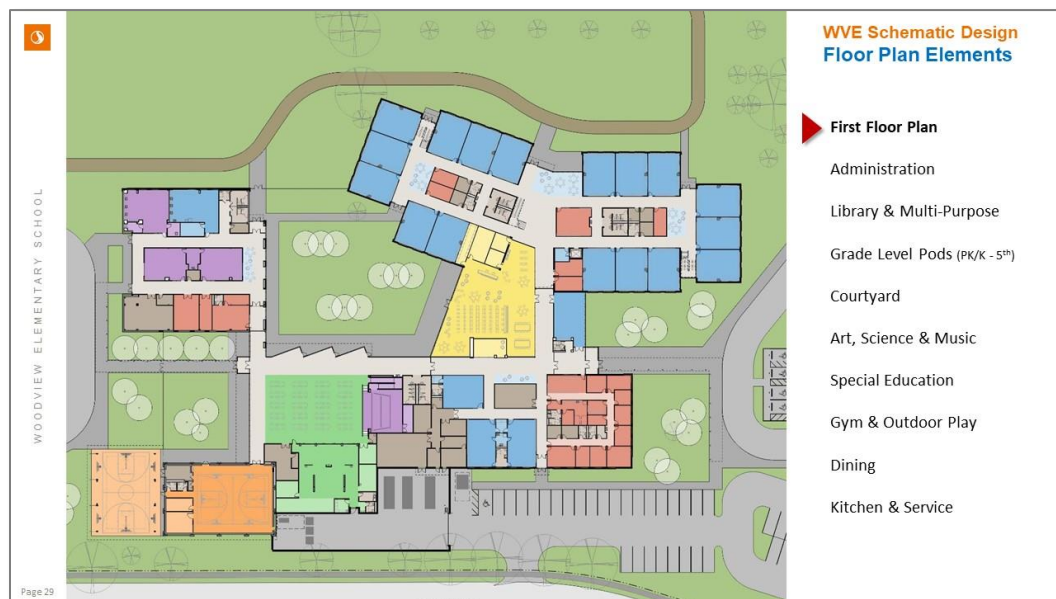 WVE Schematic Design
Floor Plan Elements
First Floor Plan
Administration
Library & Multi-Purpose
Grade Level Pods (PK/K - 5th)
Courtyard
Art, Science & Music
Special Education
Gym & Outdoor Play
Dining
Kitchen & Service
WOODVIEW ELEMENTARY SCHOOL
Page 29